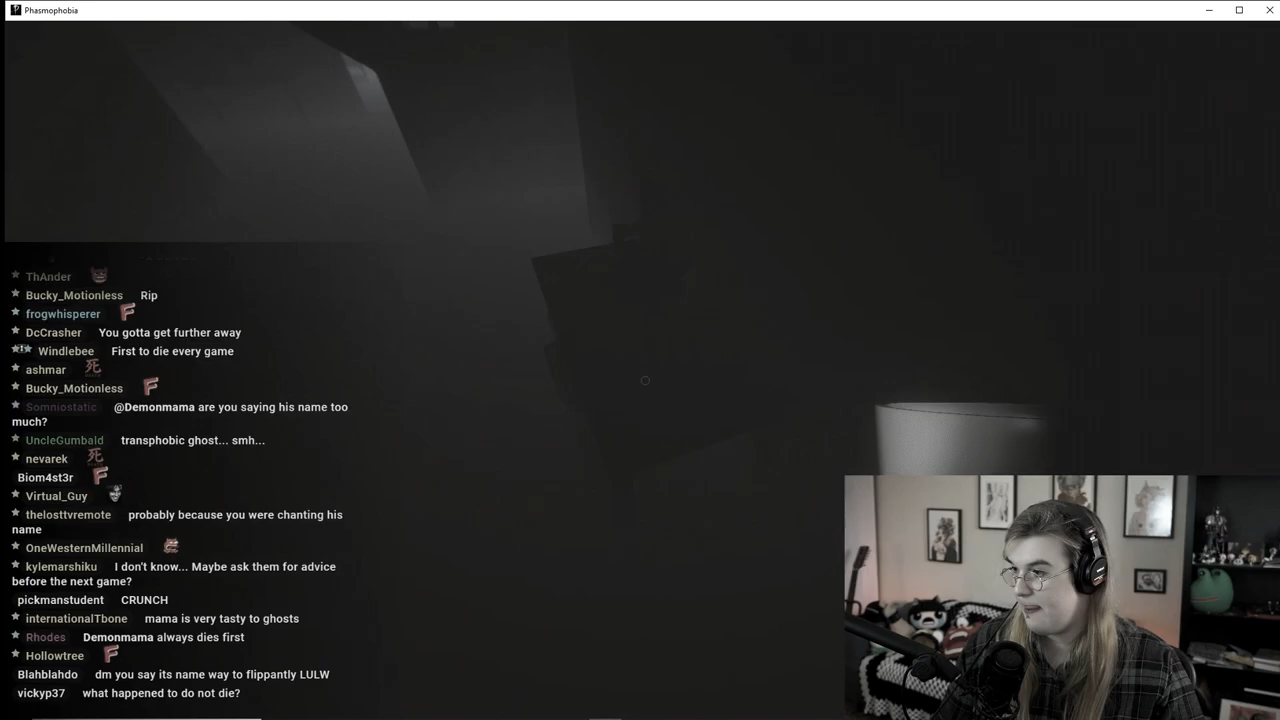 Phasmophobia
ThAnder
Bucky_Motionless Rip
frogwhisperer F
DcCrasher You gotta get further away
Windlebee First to die every game
ashmar 死
Bucky_Motionless F
Somniostatic @Demonmama are you saying his name too
much?
UncleGumbald transphobic ghost... smh...
nevarek 死
Biom4st3r F
Virtual_Guy
thelosttvremote probably because you were chanting his
name
OneWesternMillennial
kylemarshiku I don't know... Maybe ask them for advice
before the next game?
pickmanstudent CRUNCH
internationalTbone mama is very tasty to ghosts
Rhodes Demonmama always dies first
Hollowtree F
Blahblahdo dm you say its name way to flippantly LULW
vickyp37 what happened to do not die?